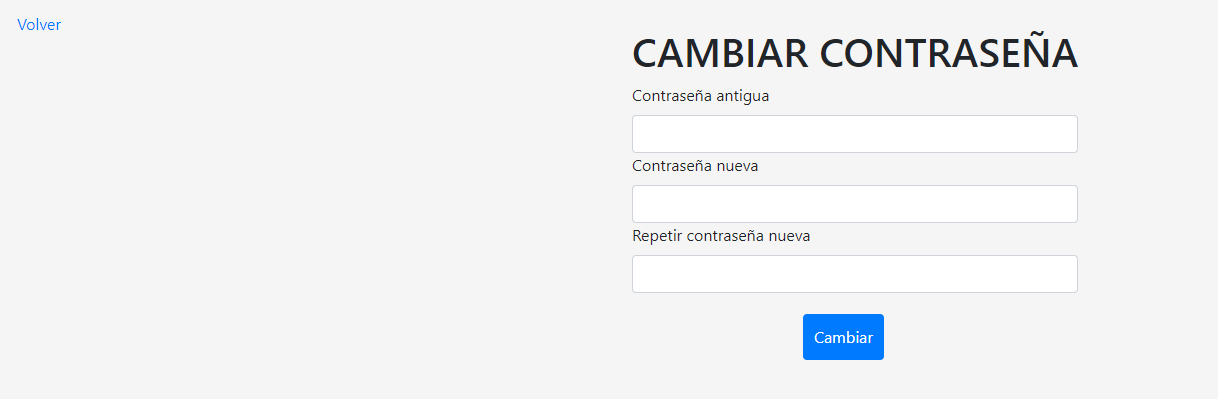 Volver
CAMBIAR CONTRASEÑA
Contraseña antigua
Contraseña nueva
Repetir contraseña nueva
Cambiar